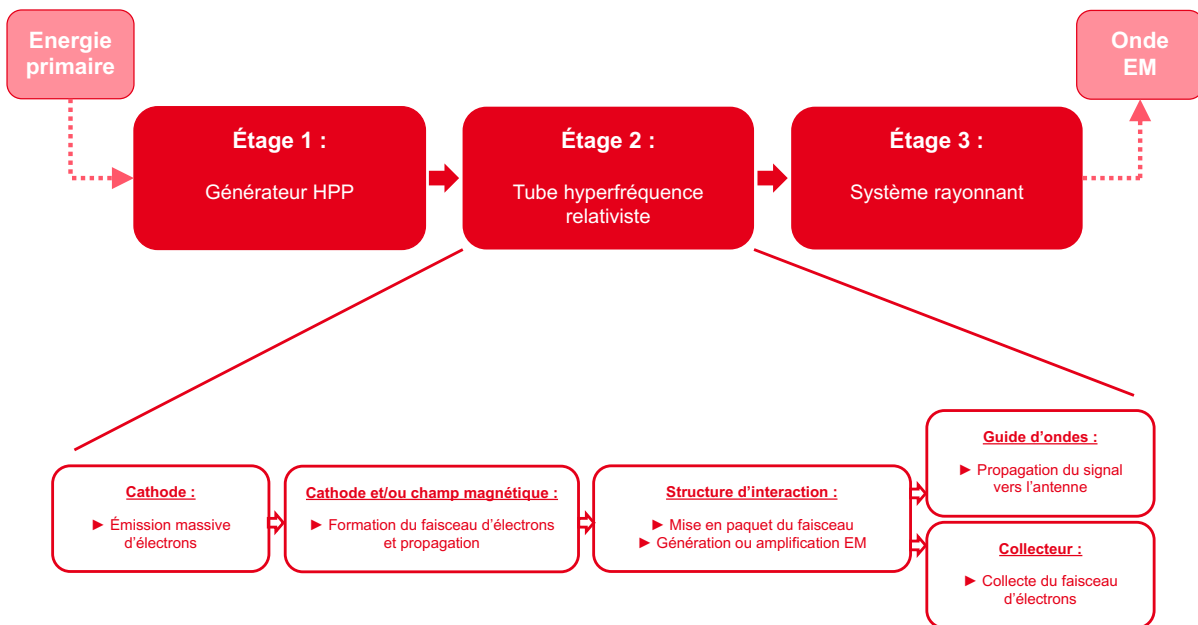 Energie
primaire
Onde
EM
Étage 1 :
Générateur HPP
Étage 2 :
Tube hyperfréquence
relativiste
Étage 3 :
Système rayonnant
Cathode :
► Émission massive
d’électrons
Cathode et/ou champ magnétique :
► Formation du faisceau d’électrons
et propagation
Structure d’interaction :
► Mise en paquet du faisceau
► Génération ou amplification EM
Guide d’ondes :
► Propagation du signal
vers l’antenne
Collecteur :
► Collecte du faisceau
d’électrons